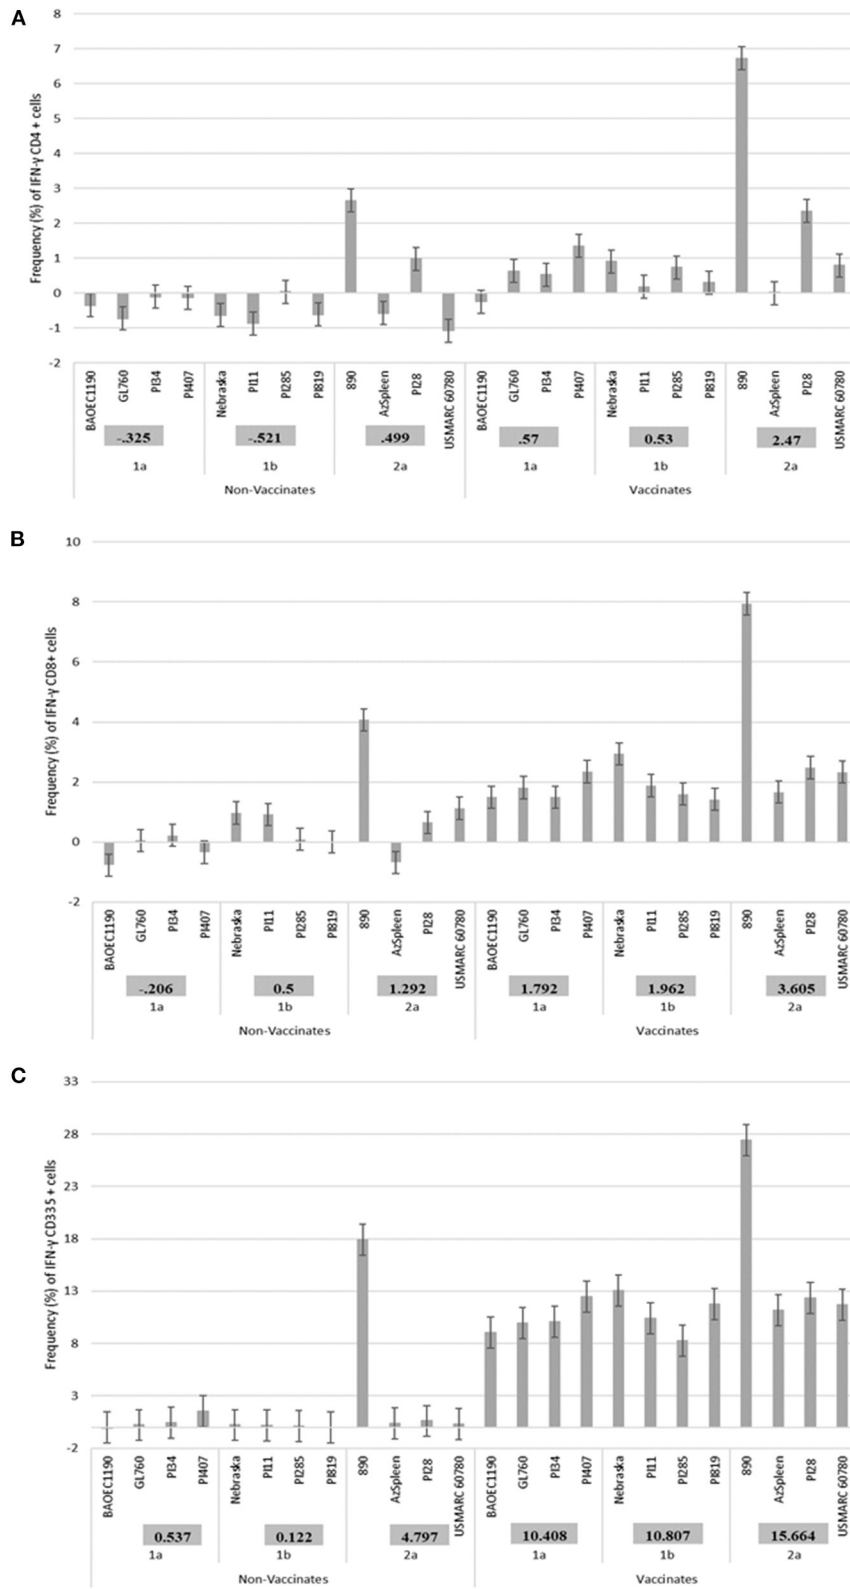 A
Frequency (%) of IFN-γ CD4 + cells
8
7
6
5
4
3
2
1
0
-1
-2
BAOEC1190
GL760
PI34
PI407
Nebraska
PI11
PI285
PI819
890
AzSpleen
PI28
USMARC 60780
BAOEC1190
GL760
PI34
PI407
Nebraska
PI11
PI285
PI819
890
AzSpleen
PI28
USMARC 60780
-.325
-.521
.499
.57
0.53
2.47
1a
1b
2a
1a
1b
2a
Non-Vaccinates
Vaccinates
B
Frequency (%) of IFN-γ CD8+ cells
10
8
6
4
2
0
-2
BAOEC1190
GL760
PI34
PI407
Nebraska
PI11
PI285
PI819
890
AzSpleen
PI28
USMARC 60780
BAOEC1190
GL760
PI34
PI407
Nebraska
PI11
PI285
PI819
890
AzSpleen
PI28
USMARC 60780
-.206
0.5
1.292
1.792
1.962
3.605
1a
1b
2a
1a
1b
2a
Non-Vaccinates
Vaccinates
C
Frequency (%) of IFN-γ CD335 + cells
33
28
23
18
13
8
3
-2
BAOEC1190
GL760
PI34
PI407
Nebraska
PI11
PI285
PI819
890
AzSpleen
PI28
USMARC 60780
BAOEC1190
GL760
PI34
PI407
Nebraska
PI11
PI285
PI819
890
AzSpleen
PI28
USMARC 60780
0.537
0.122
4.797
10.408
10.807
15.664
1a
1b
2a
1a
1b
2a
Non-Vaccinates
Vaccinates